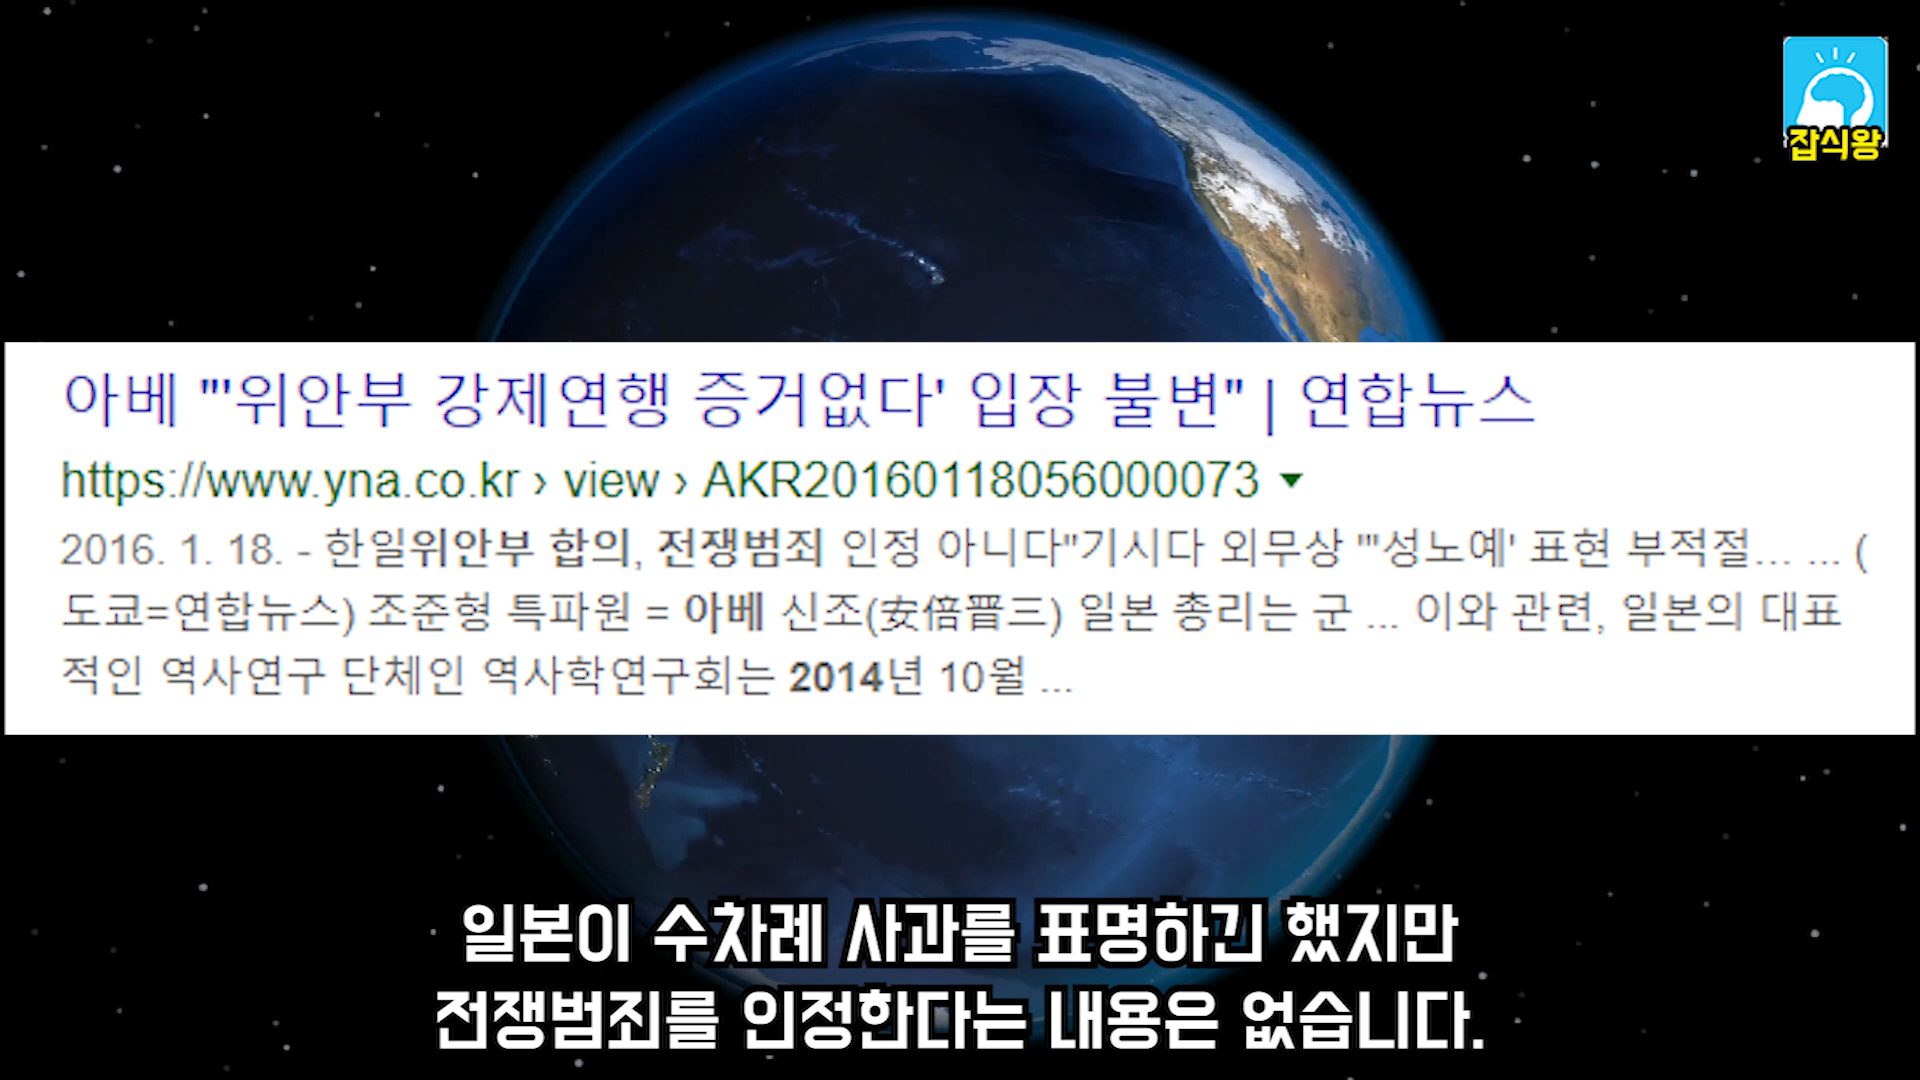 잡식왕
아베 "'위안부 강제연행 증거없다' 입장 불변" | 연합뉴스
https://www.yna.co.kr › view › AKR20160118056000073
2016. 1. 18. - 한일위안부 합의, 전쟁범죄 인정 아니다"기시다 외무상 "'성노예' 표현 부적절... ... (
도쿄=연합뉴스) 조준형 특파원 = 아베 신조(安倍晋三) 일본 총리는 군 ... 이와 관련, 일본의 대표
적인 역사연구 단체인 역사학연구회는 2014년 10월 ...
일본이 수차례 사과를 표명하긴 했지만
전쟁범죄를 인정한다는 내용은 없습니다.